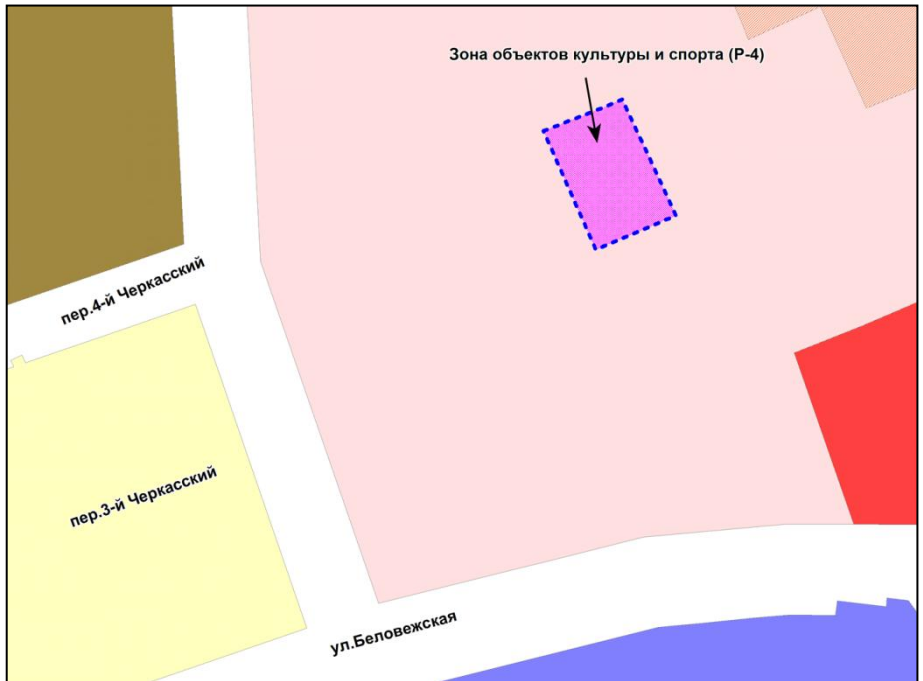 Зона объектов культуры и спорта (Р-4)
пер.4-й Черкасский
пер.3-й Черкасский
ул.Беловежская